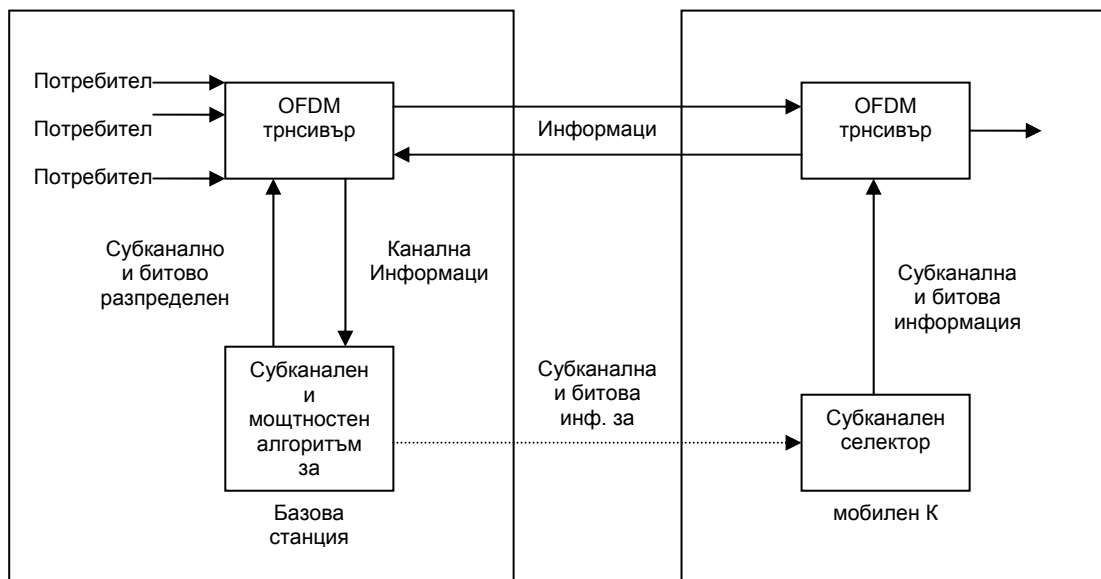 Потребител
Потребител
Потребител
OFDM
трнсивър
Информаци
OFDM
трнсивър
Субканално
и битово
разпределен
Канална
Информаци
Субканална
и битова
информация
Субканален
и
мощтностен
алгоритъм
за
Субканална
и битова
инф. за
Субканален
селектор
Базова
станция
мобилен К